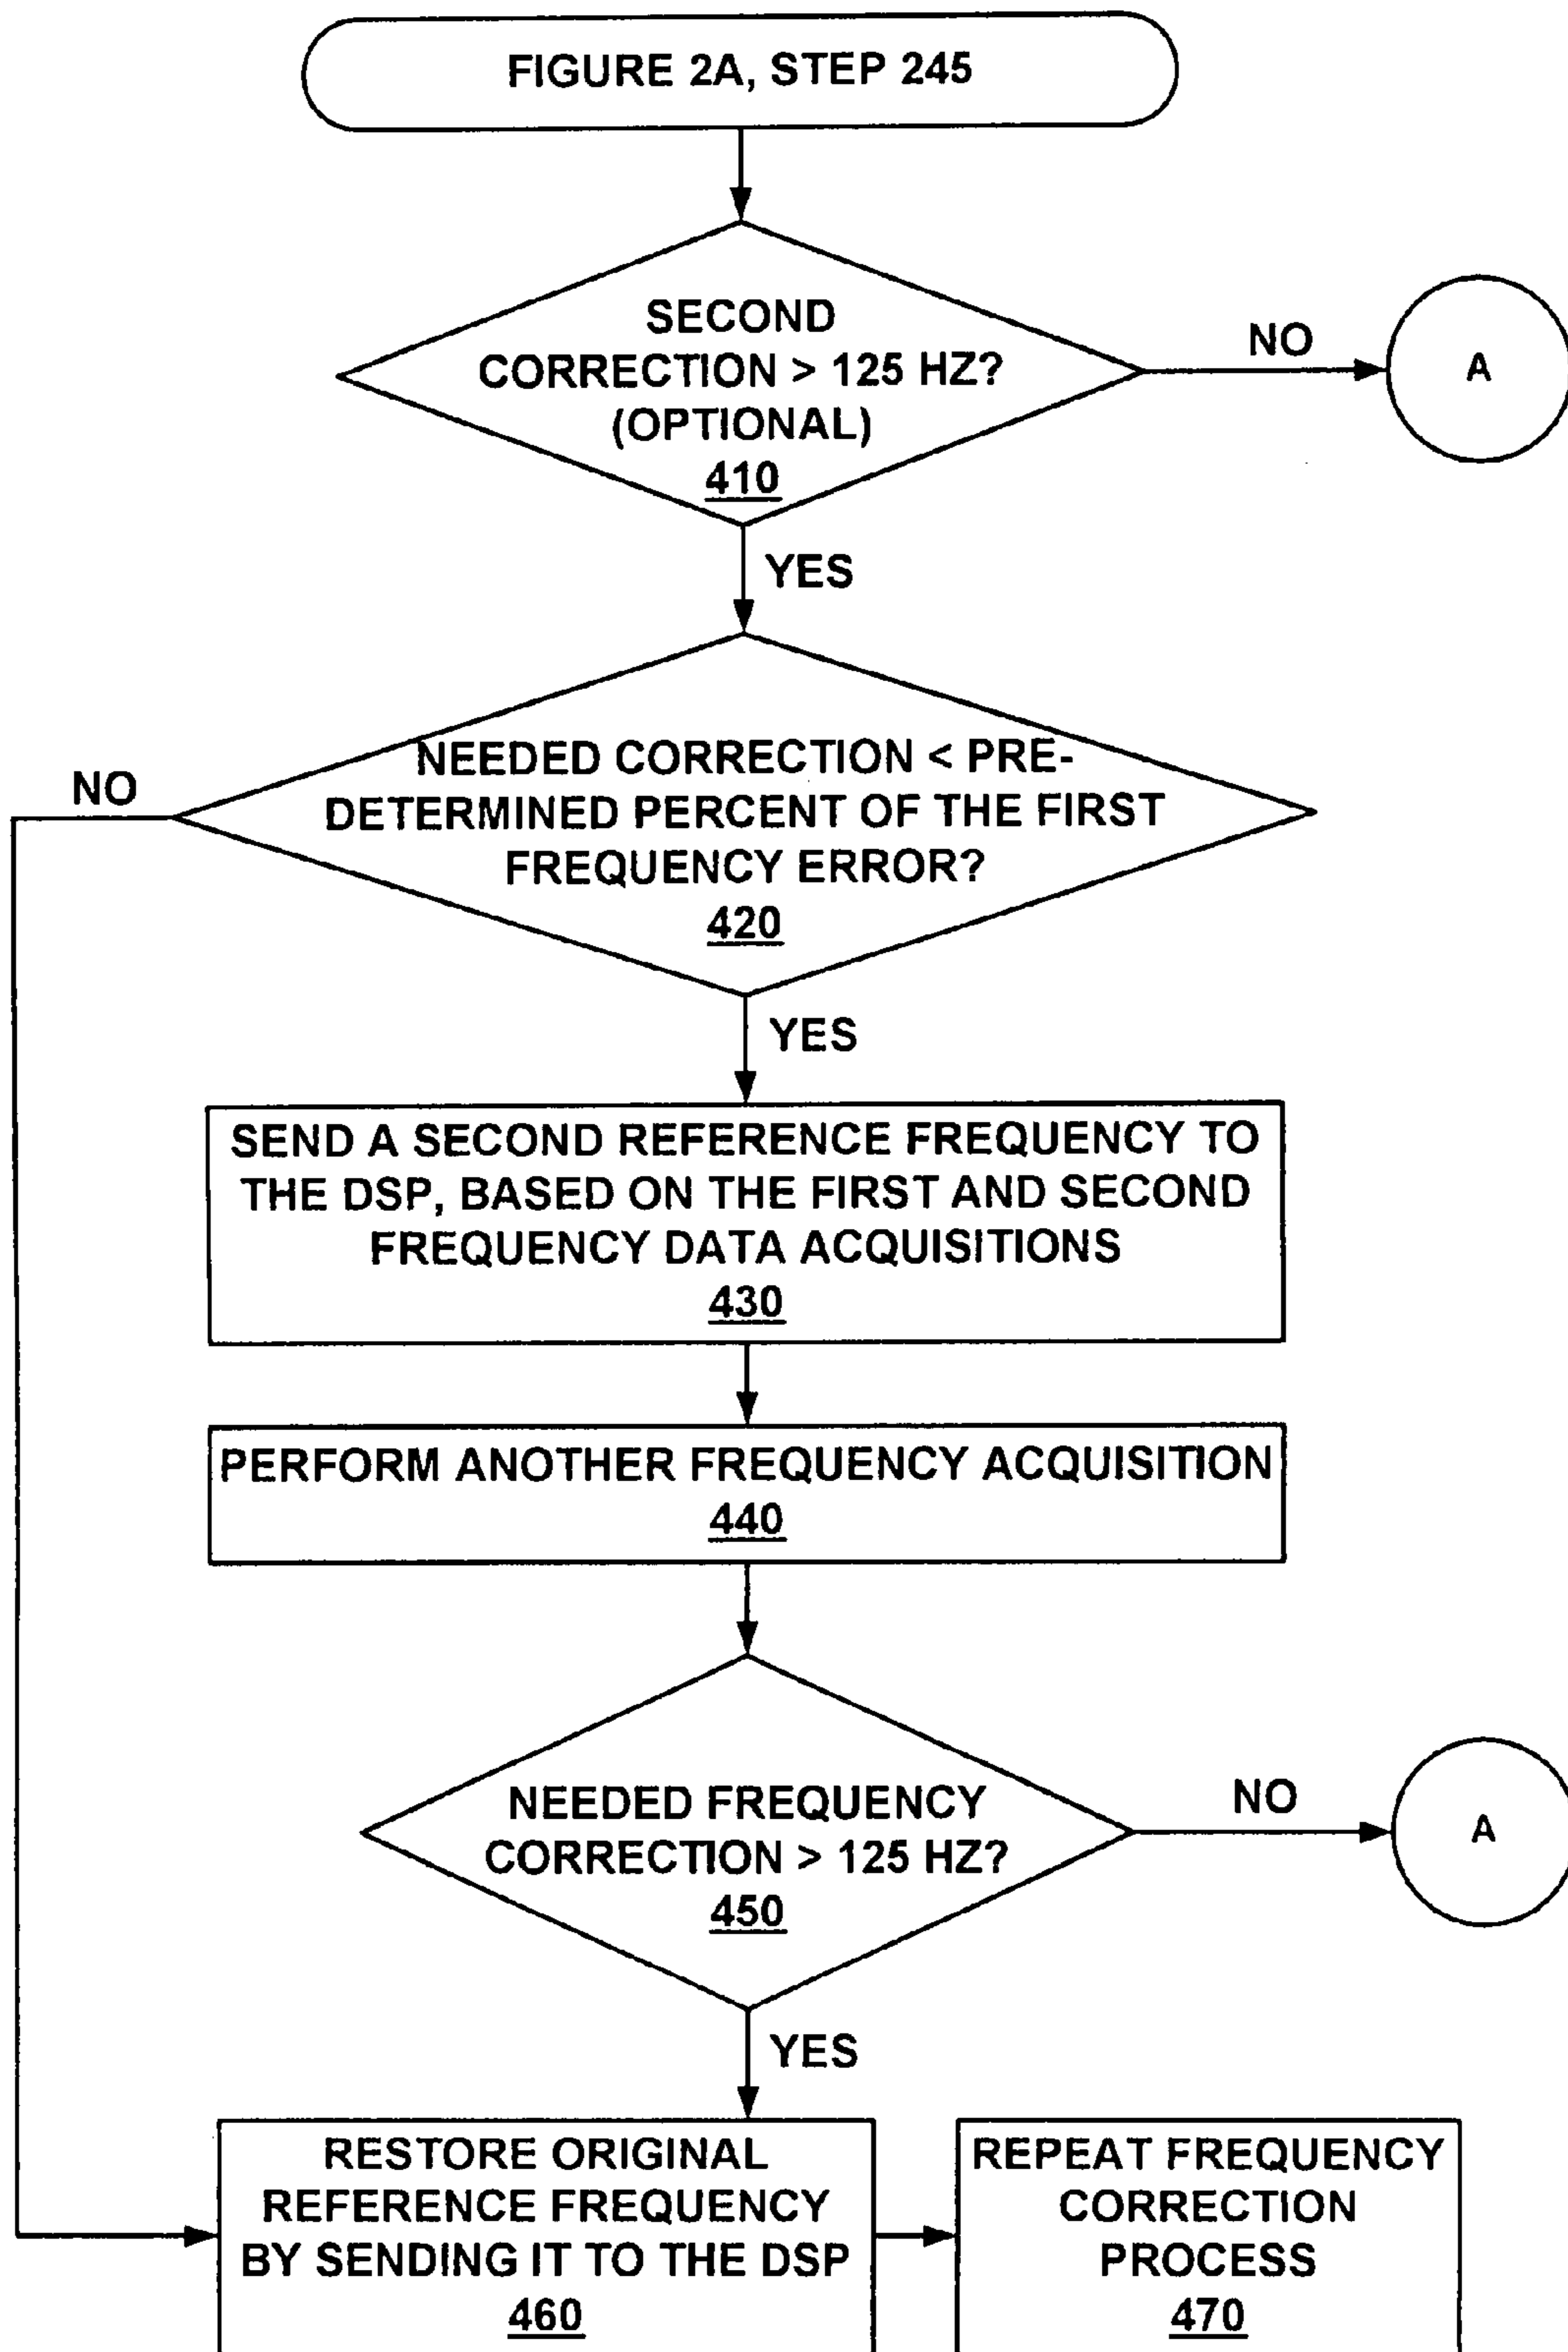 FIGURE 2A, STEP 245
SECOND
CORRECTION > 125 HZ?
(OPTIONAL)
410
NO
A
YES
NEEDED CORRECTION < PRE-
DETERMINED PERCENT OF THE FIRST
FREQUENCY ERROR?
420
NO
YES
SEND A SECOND REFERENCE FREQUENCY TO
THE DSP, BASED ON THE FIRST AND SECOND
FREQUENCY DATA ACQUISITIONS
430
PERFORM ANOTHER FREQUENCY ACQUISITION
440
NEEDED FREQUENCY
CORRECTION > 125 HZ?
450
NO
A
YES
RESTORE ORIGINAL
REFERENCE FREQUENCY
BY SENDING IT TO THE DSP
460
REPEAT FREQUENCY
CORRECTION
PROCESS
470